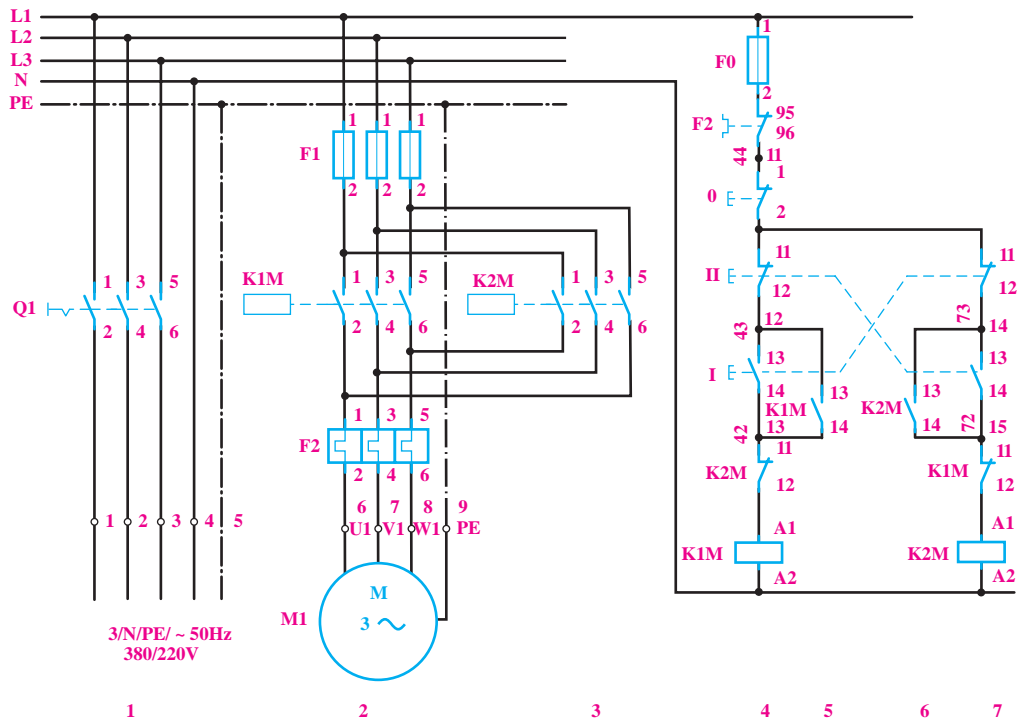 L1 1
L2
L3
N
PE
F0
2
F2 95
96
44 11
1 1 1
F1
2 2 2
0 1
2
K1M 1 3 5
2 4 6
K2M 1 3 5
2 4 6
Q1 1 3 5
2 4 6
II 11
12
11
12
43 12
73 14
I 13
14
13
14
K1M 13
14
K2M 13
14
42 13
72 15
F2 1 3 5
2 4 6
K2M 11
12
K1M 11
12
6 7 8 9
U1 V1 W1 PE
1 2 3 4 5
K1M A1
A2
K2M A1
A2
M1 M
3
3/N/PE/ ~ 50Hz
380/220V
1 2 3 4 5 6 7